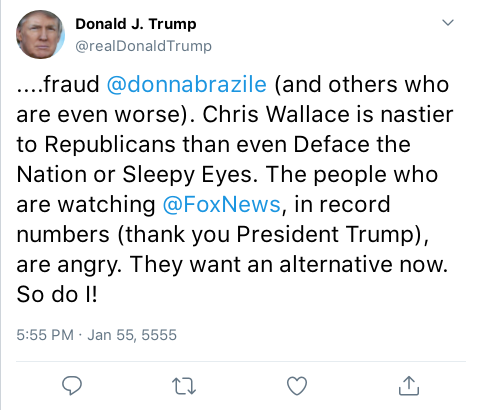 Donald J. Trump
@realDonaldTrump
....fraud @donnabrazile (and others who
are even worse). Chris Wallace is nastier
to Republicans than even Deface the
Nation or Sleepy Eyes. The people who
are watching @FoxNews, in record
numbers (thank you President Trump),
are angry. They want an alternative now.
So do I!
5:55 PM · Jan 55, 5555